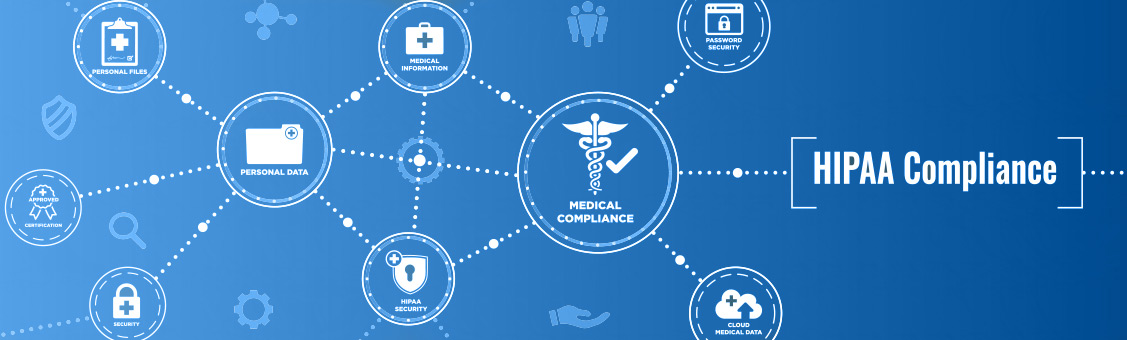 PERSONAL FILES
MEDICAL
INFORMATION
PASSWORD
SECURITY
PERSONAL DATA
MEDICAL
COMPLIANCE
HIPAA Compliance
APPROVED
CERTIFICATION
HIPAA
SECURITY
SECURITY
CLOUD
MEDICAL DATA